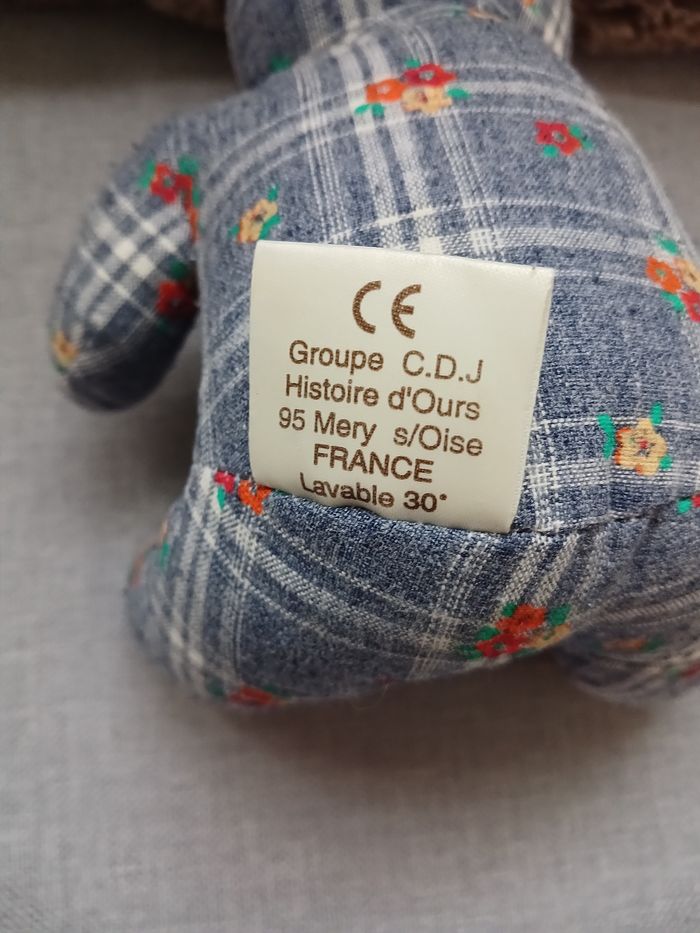 CE
Groupe C.D.J
Histoire d'Ours
95 Mery s/Oise
FRANCE
Lavable 30°